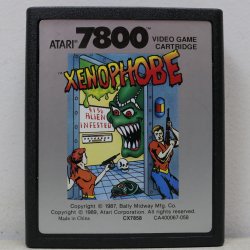 ATARI 7800 VIDEO GAME CARTRIDGE
XENOPHOBE
ALIEN
INFESTED
Copyright © 1987, Bally Midway Mfg. Co.
Copyright © 1989, Atari Corporation. All Rights Reserved.
Made in China CX7858 CA400067-058